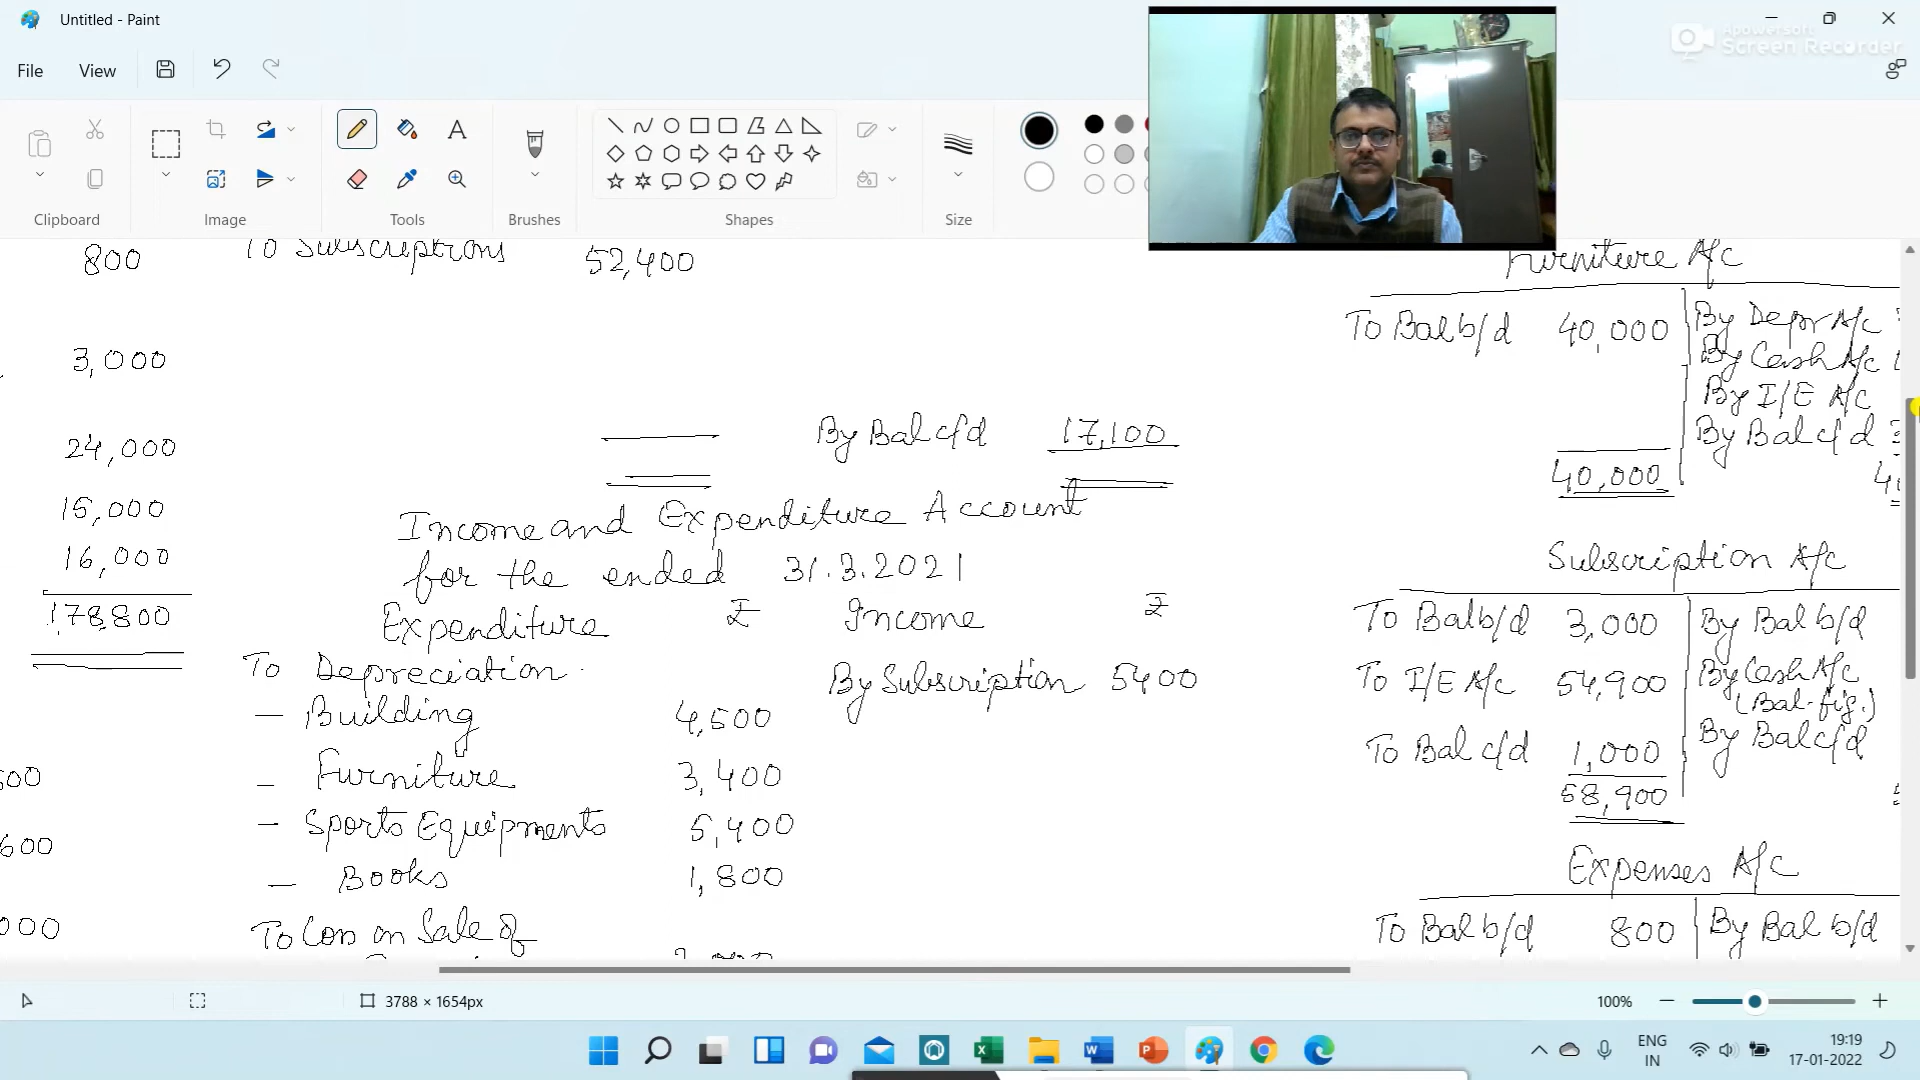 Untitled - Paint
Apowersoft
Screen Recorder
File
View
Clipboard
Image
Tools
Brushes
Shapes
Size
800
3,000
24,000
15,000
16,000
178,800
To Subscriptions 52,400
By Bal c/d 17,100
Income and Expenditure Account
for the ended 31.3.2021
Expenditure ₹ Income ₹
To Depreciation
By Subscription 5400
- Building 4,500
- Furniture 3,400
- Sports Equipments 5,400
- Books 1,800
To Loss on Sale of
600
000
Furniture A/c
To Bal b/d 40,000 By Depr A/c
By Cash A/c
By I/E A/c
By Bal c/d
40,000
Subscription A/c
To Bal b/d 3,000 By Bal b/d
To I/E A/c 54,900 By Cash A/c
(Bal. fig.)
To Bal c/d 1,000 By Bal c/d
58,900
Expenses A/c
To Bal b/d 800 By Bal b/d
3788 × 1654px
100%
ENG
IN
19:19
17-01-2022